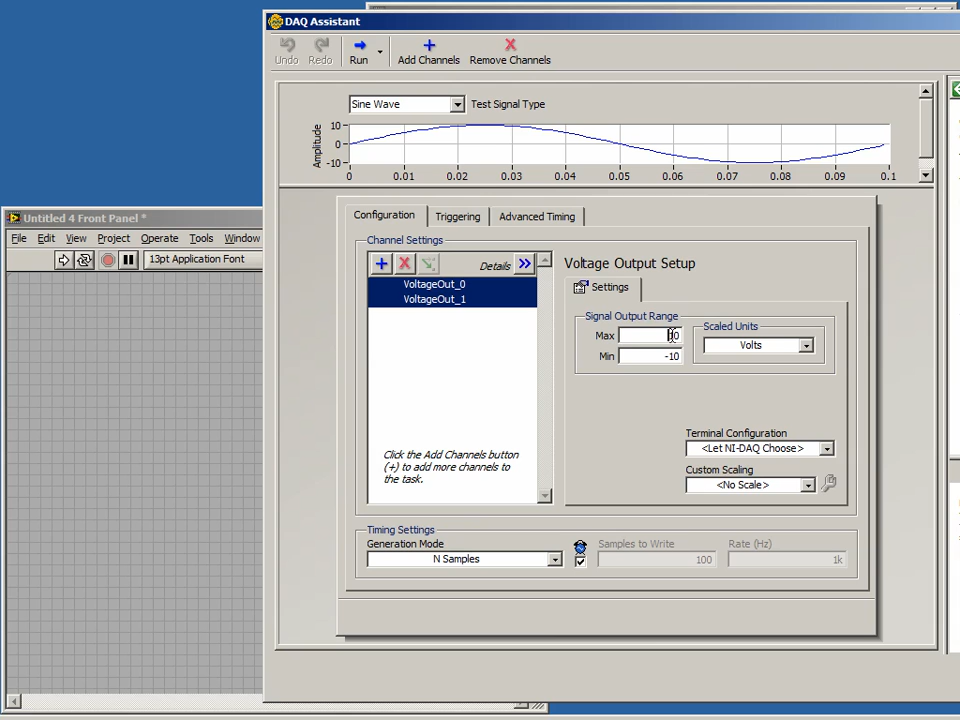 DAQ Assistant
Undo Redo Run Add Channels Remove Channels
Sine Wave Test Signal Type
Amplitude
10
0
-10
0 0.01 0.02 0.03 0.04 0.05 0.06 0.07 0.08 0.09 0.1
Untitled 4 Front Panel *
File Edit View Project Operate Tools Window
13pt Application Font
Configuration Triggering Advanced Timing
Channel Settings
Details
VoltageOut_0
VoltageOut_1
Click the Add Channels button
(+) to add more channels to
the task.
Voltage Output Setup
Settings
Signal Output Range
Max 10
Min -10
Scaled Units
Volts
Terminal Configuration
<Let NI-DAQ Choose>
Custom Scaling
<No Scale>
Timing Settings
Generation Mode
N Samples
Samples to Write
100
Rate (Hz)
1k